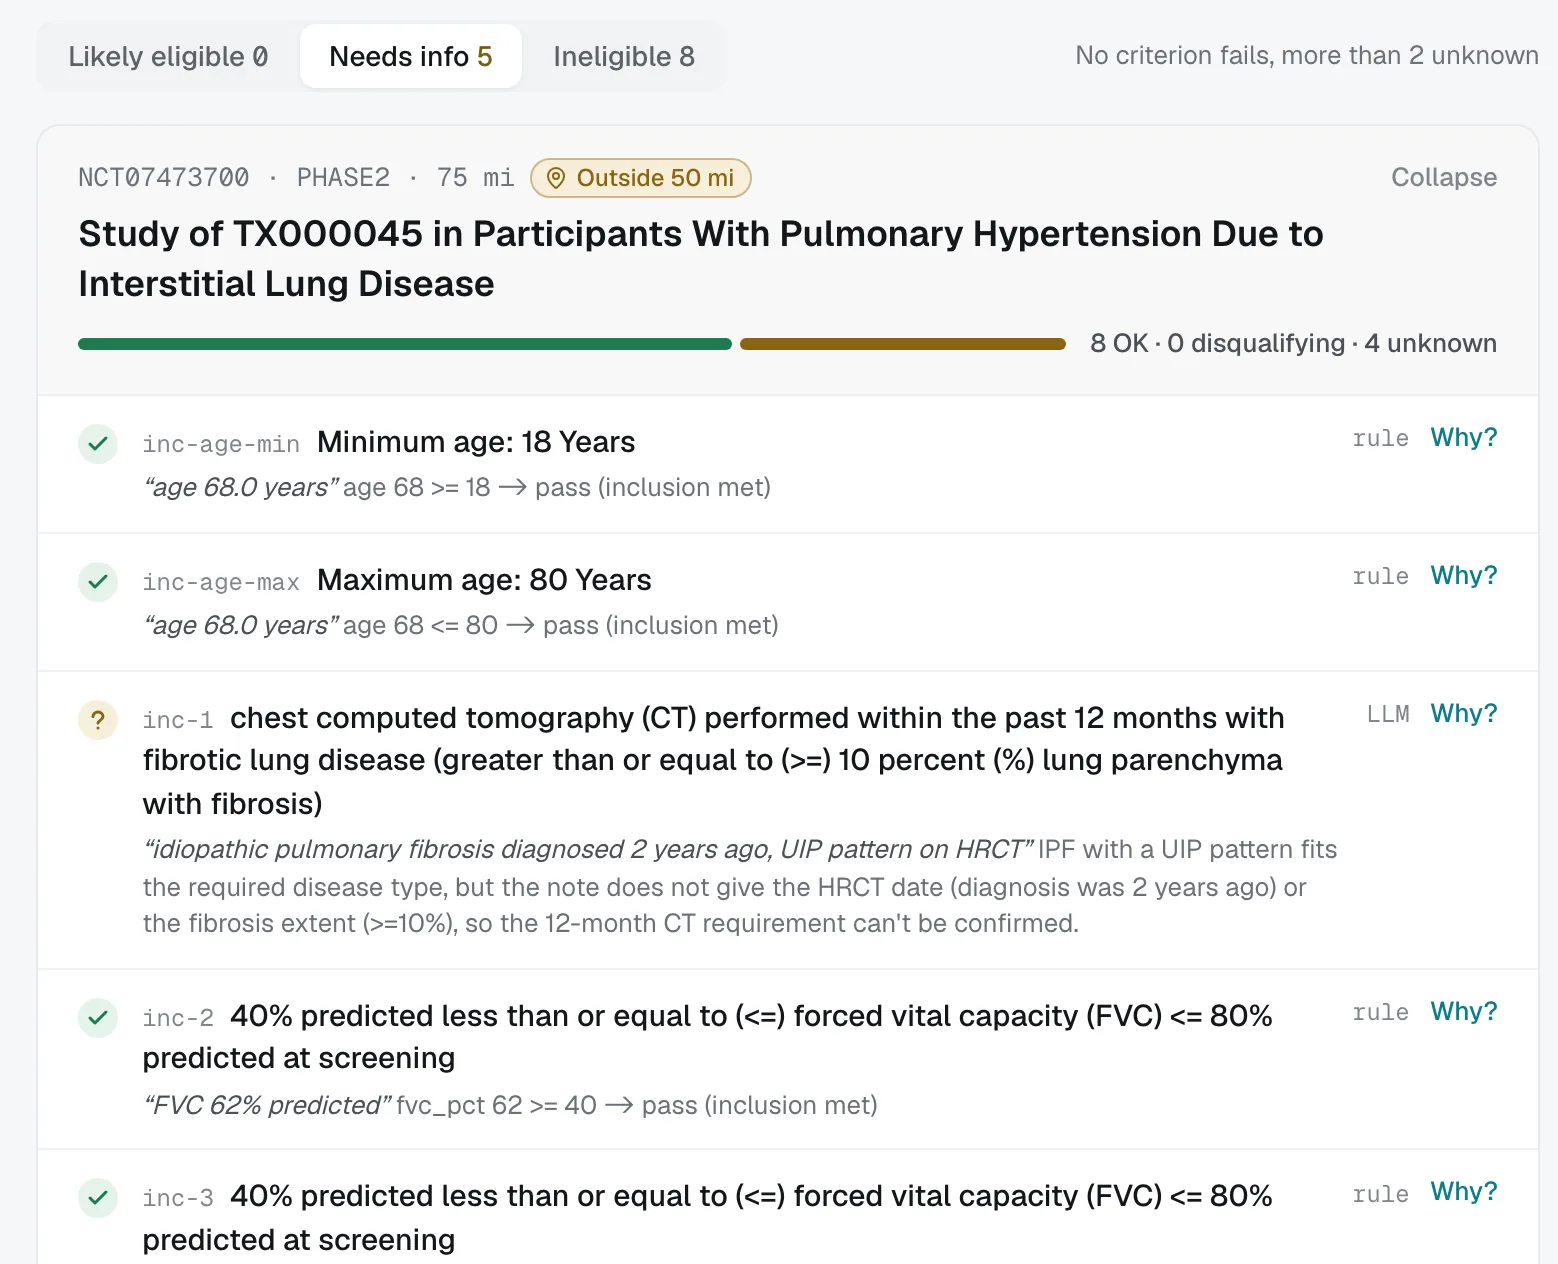 Likely eligible 0 Needs info 5 Ineligible 8 No criterion fails, more than 2 unknown
NCT07473700 · PHASE2 · 75 mi Outside 50 mi Collapse
Study of TX000045 in Participants With Pulmonary Hypertension Due to
Interstitial Lung Disease
8 OK · 0 disqualifying · 4 unknown
inc-age-min Minimum age: 18 Years rule Why?
“age 68.0 years” age 68 >= 18 → pass (inclusion met)
inc-age-max Maximum age: 80 Years rule Why?
“age 68.0 years” age 68 <= 80 → pass (inclusion met)
? inc-1 chest computed tomography (CT) performed within the past 12 months with LLM Why?
fibrotic lung disease (greater than or equal to (>=) 10 percent (%) lung parenchyma
with fibrosis)
“idiopathic pulmonary fibrosis diagnosed 2 years ago, UIP pattern on HRCT” IPF with a UIP pattern fits
the required disease type, but the note does not give the HRCT date (diagnosis was 2 years ago) or
the fibrosis extent (>=10%), so the 12-month CT requirement can't be confirmed.
inc-2 40% predicted less than or equal to (<=) forced vital capacity (FVC) <= 80% rule Why?
predicted at screening
“FVC 62% predicted” fvc_pct 62 >= 40 → pass (inclusion met)
inc-3 40% predicted less than or equal to (<=) forced vital capacity (FVC) <= 80% rule Why?
predicted at screening